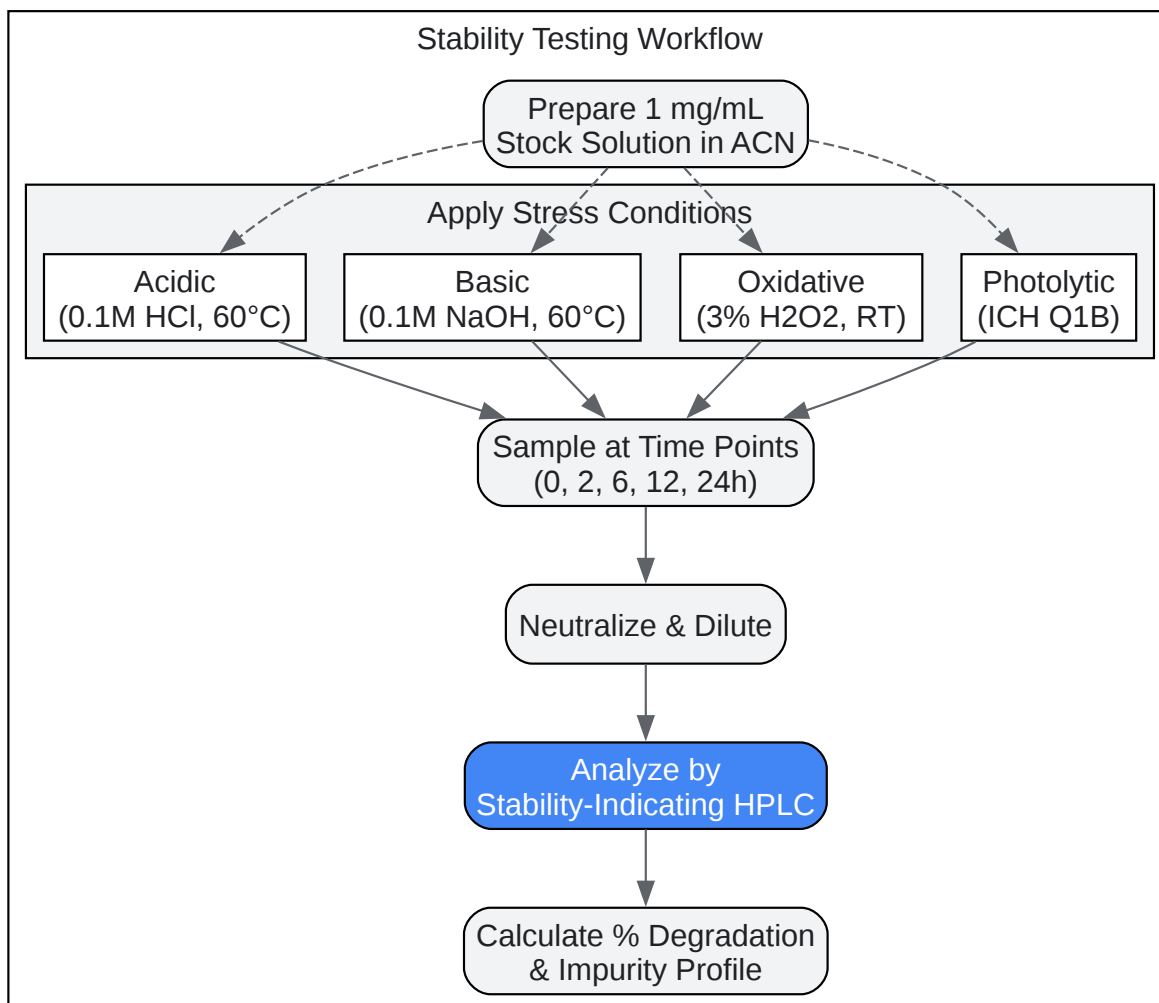 Stability Testing Workflow
Prepare 1 mg/mL
Stock Solution in ACN
Apply Stress Conditions
Acidic
(0.1M HCl, 60°C)
Basic
(0.1M NaOH, 60°C)
Oxidative
(3% H2O2, RT)
Photolytic
(ICH Q1B)
Sample at Time Points
(0, 2, 6, 12, 24h)
Neutralize & Dilute
Analyze by
Stability-Indicating HPLC
Calculate % Degradation
& Impurity Profile